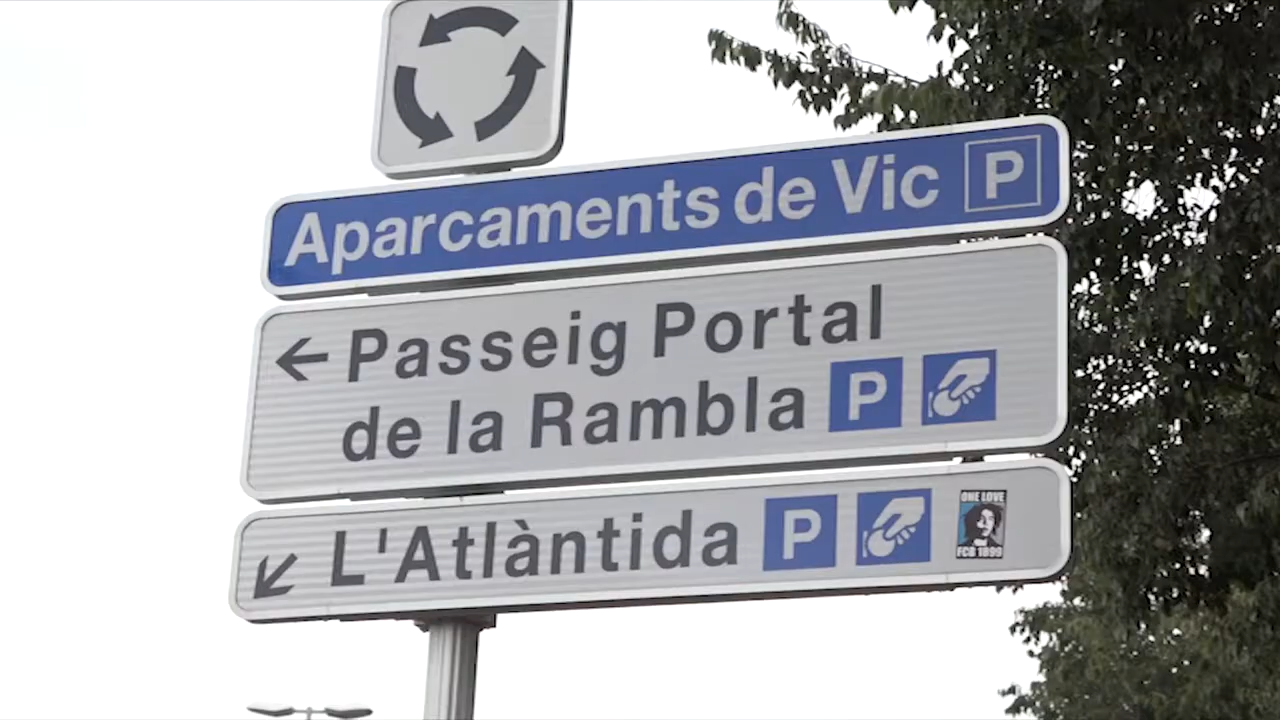 Aparcaments de Vic P
Passeig Portal
de la Rambla P
L'Atlàntida P
ONE LOVE
FCB 1899